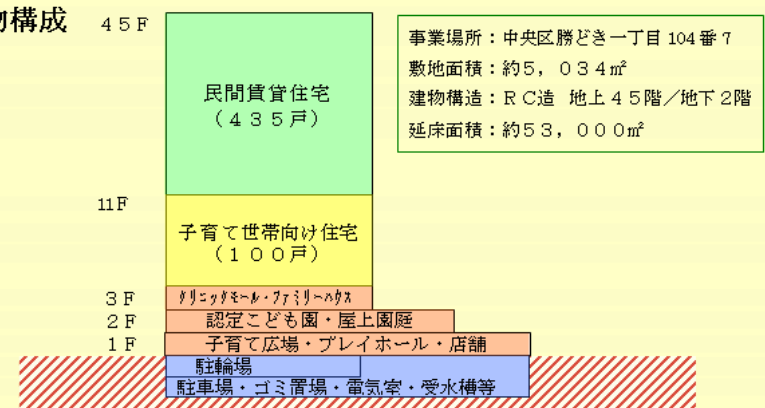 物構成
45F
事業場所：中央区勝どき一丁目104番7
敷地面積：約5,034㎡
建物構造：RC造 地上45階／地下2階
延床面積：約53,000㎡
民間賃貸住宅
（435戸）
11F
子育て世帯向け住宅
（100戸）
3F
クリニックモール・ファミリーハウス
2F
認定こども園・屋上園庭
1F
子育て広場・プレイホール・店舗
駐輪場
駐車場・ゴミ置場・電気室・受水槽等